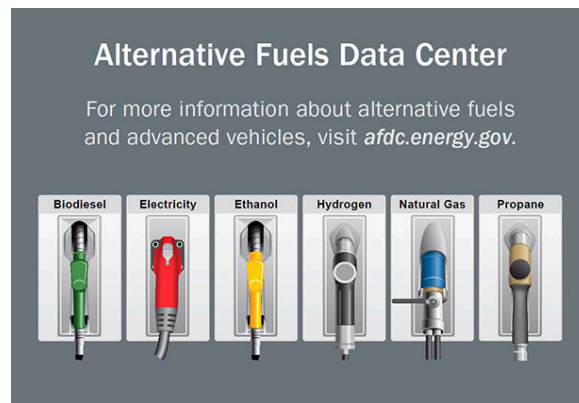 Alternative Fuels Data Center
For more information about alternative fuels
and advanced vehicles, visit afdc.energy.gov.
Biodiesel Electricity Ethanol Hydrogen Natural Gas Propane